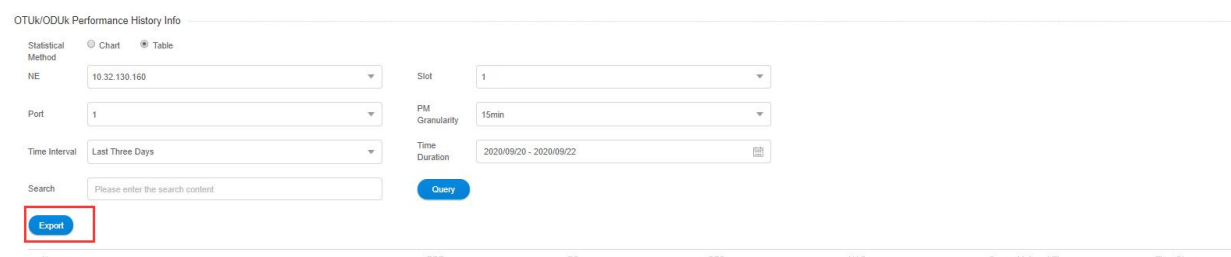 OTUk/ODUk Performance History Info
Statistical Method Chart Table
NE 10.32.130.160 Slot 1
Port 1 PM Granularity 15min
Time Interval Last Three Days Time Duration 2020/09/20 - 2020/09/22
Search Please enter the search content Query
Export